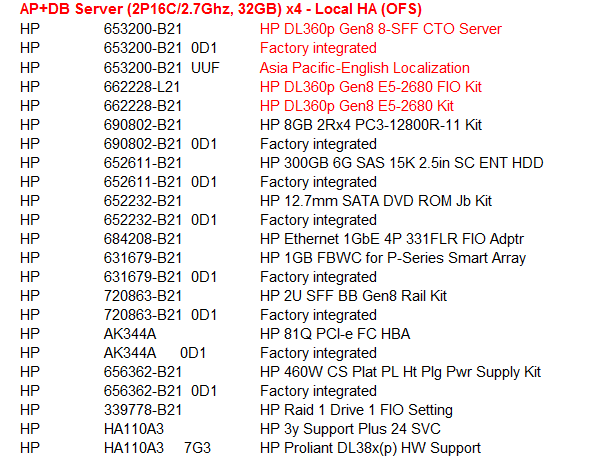 AP+DB Server (2P16C/2.7Ghz, 32GB) x4 - Local HA (OFS)
HP 653200-B21 HP DL360p Gen8 8-SFF CTO Server
HP 653200-B21 0D1 Factory integrated
HP 653200-B21 UUF Asia Pacific-English Localization
HP 662228-L21 HP DL360p Gen8 E5-2680 FIO Kit
HP 662228-B21 HP DL360p Gen8 E5-2680 Kit
HP 690802-B21 HP 8GB 2Rx4 PC3-12800R-11 Kit
HP 690802-B21 0D1 Factory integrated
HP 652611-B21 HP 300GB 6G SAS 15K 2.5in SC ENT HDD
HP 652611-B21 0D1 Factory integrated
HP 652232-B21 HP 12.7mm SATA DVD ROM Jb Kit
HP 652232-B21 0D1 Factory integrated
HP 684208-B21 HP Ethernet 1GbE 4P 331FLR FIO Adptr
HP 631679-B21 HP 1GB FBWC for P-Series Smart Array
HP 631679-B21 0D1 Factory integrated
HP 720863-B21 HP 2U SFF BB Gen8 Rail Kit
HP 720863-B21 0D1 Factory integrated
HP AK344A HP 81Q PCI-e FC HBA
HP AK344A 0D1 Factory integrated
HP 656362-B21 HP 460W CS Plat PL Ht Plg Pwr Supply Kit
HP 656362-B21 0D1 Factory integrated
HP 339778-B21 HP Raid 1 Drive 1 FIO Setting
HP HA110A3 HP 3y Support Plus 24 SVC
HP HA110A3 7G3 HP Proliant DL38x(p) HW Support